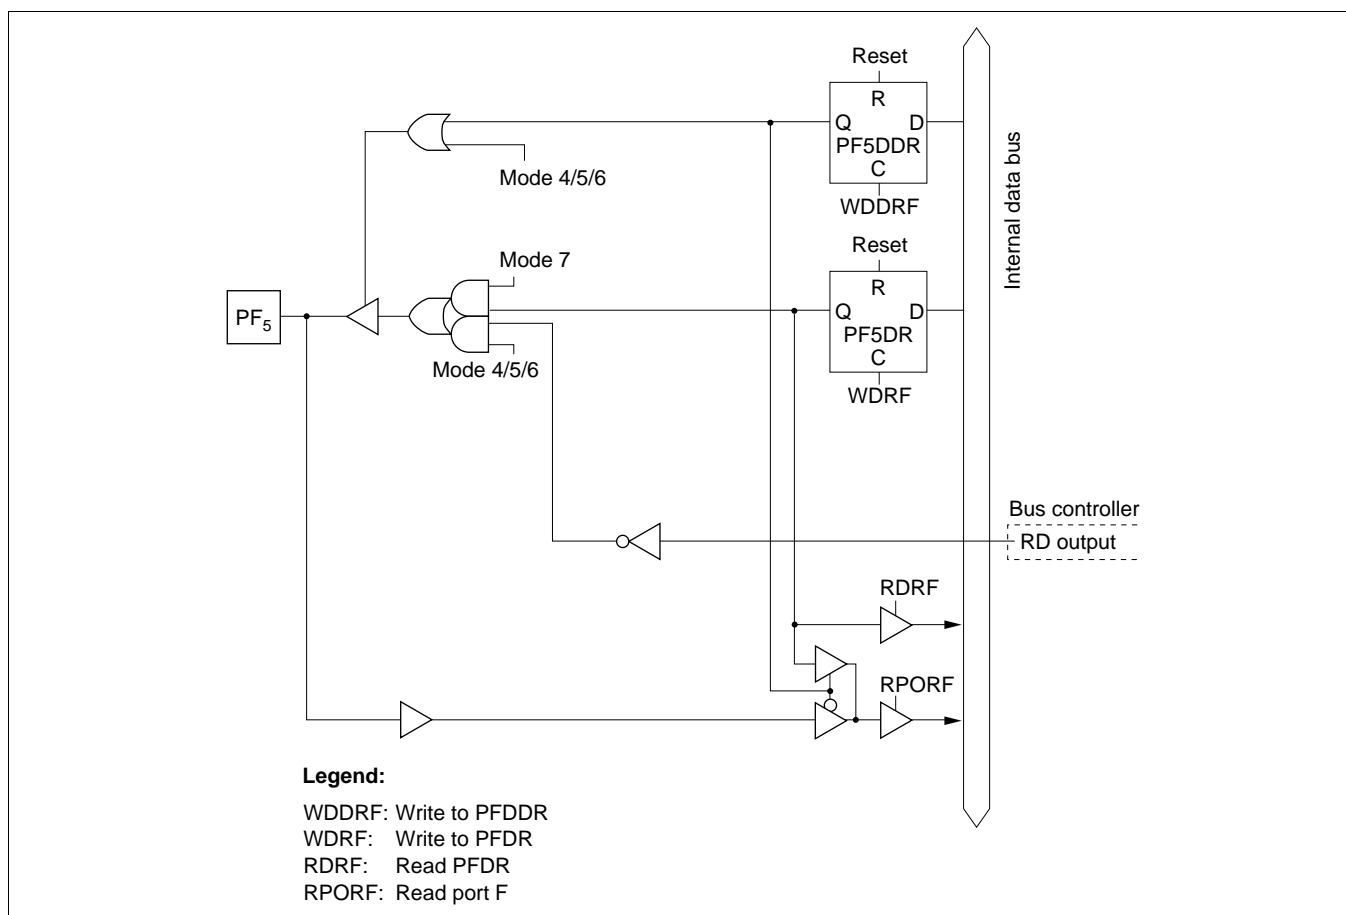 Reset
R
Q D
PF5DDR
C
WDDRF
Mode 4/5/6
Internal data bus
Reset
R
Q D
PF5DR
C
WDRF
Mode 7
PF5
Mode 4/5/6
Bus controller
RD output
RDRF
RPORF
Legend:
WDDRF: Write to PFDDR
WDRF: Write to PFDR
RDRF: Read PFDR
RPORF: Read port F